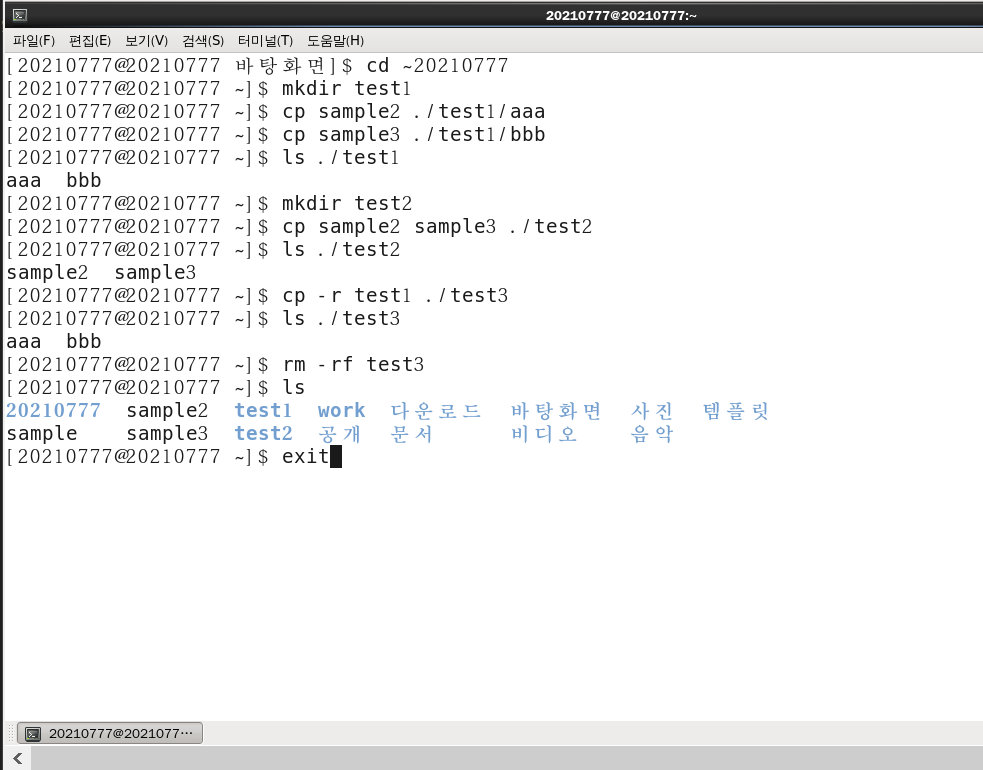 20210777@20210777:~
파일(F) 편집(E) 보기(V) 검색(S) 터미널(T) 도움말(H)
[20210777@20210777 바탕화면]$ cd ~20210777
[20210777@20210777 ~]$ mkdir test1
[20210777@20210777 ~]$ cp sample2 ./test1/aaa
[20210777@20210777 ~]$ cp sample3 ./test1/bbb
[20210777@20210777 ~]$ ls ./test1
aaa  bbb
[20210777@20210777 ~]$ mkdir test2
[20210777@20210777 ~]$ cp sample2 sample3 ./test2
[20210777@20210777 ~]$ ls ./test2
sample2  sample3
[20210777@20210777 ~]$ cp -r test1 ./test3
[20210777@20210777 ~]$ ls ./test3
aaa  bbb
[20210777@20210777 ~]$ rm -rf test3
[20210777@20210777 ~]$ ls
20210777  sample2  test1  work  다운로드  바탕화면  사진  템플릿
sample    sample3  test2  공개  문서      비디오    음악
[20210777@20210777 ~]$ exit
20210777@2021077…